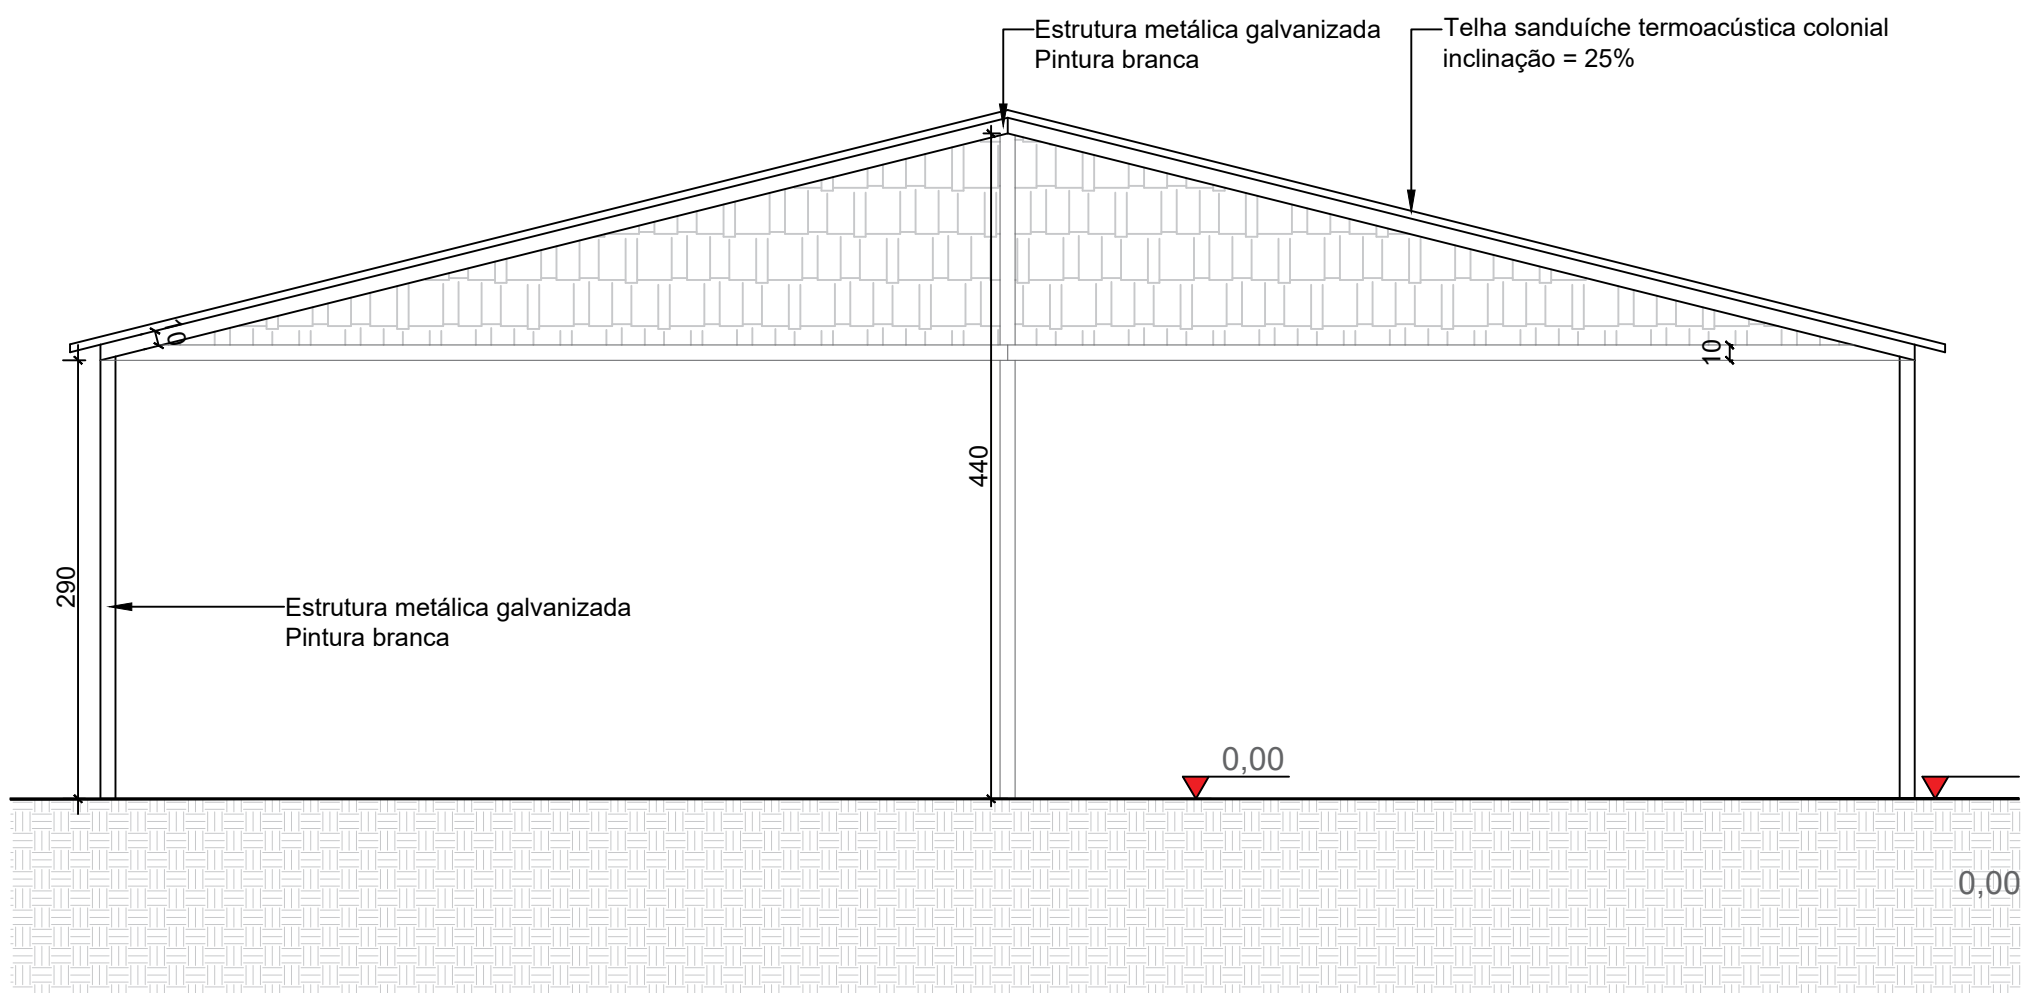 Estrutura metálica galvanizada
Pintura branca
Telha sanduíche termoacústica colonial
inclinação = 25%
10
440
290
Estrutura metálica galvanizada
Pintura branca
0,00
0,00